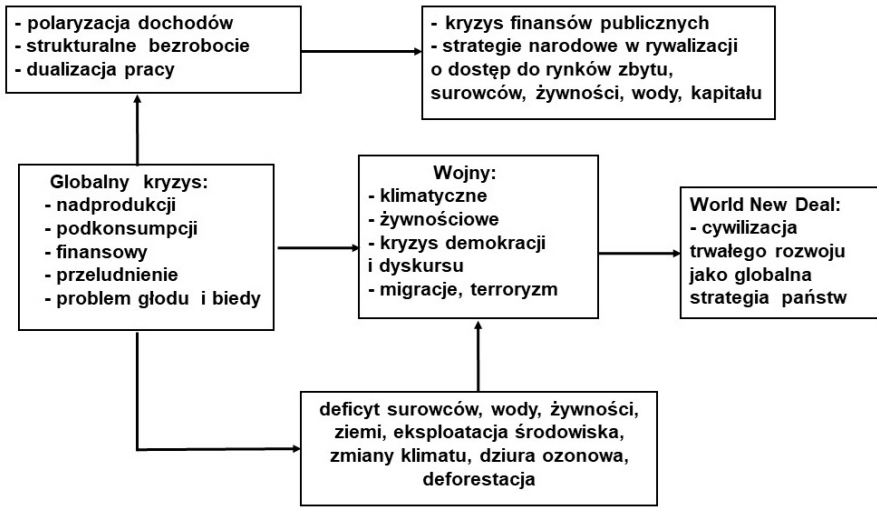 - polaryzacja dochodów
- strukturalne bezrobocie
- dualizacja pracy
- kryzys finansów publicznych
- strategie narodowe w rywalizacji
o dostęp do rynków zbytu,
surowców, żywności, wody, kapitału
Globalny kryzys:
- nadprodukcji
- podkonsumpcji
- finansowy
- przeludnienie
- problem głodu i biedy
Wojny:
- klimatyczne
- żywnościowe
- kryzys demokracji
i dyskursu
- migracje, terroryzm
World New Deal:
- cywilizacja
trwałego rozwoju
jako globalna
strategia państw
deficyt surowców, wody, żywności,
ziemi, eksploatacja środowiska,
zmiany klimatu, dziura ozonowa,
deforestacja